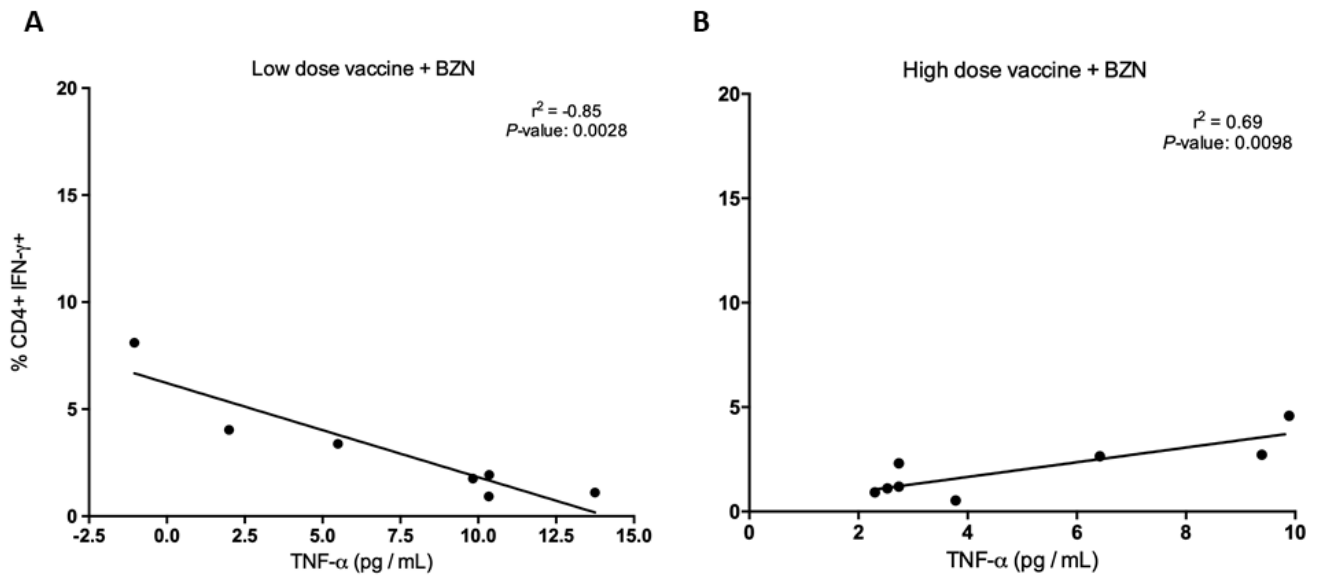 A
Low dose vaccine + BZN
r² = -0.85
P-value: 0.0028
20
15
10
5
0
% CD4+ IFN-γ+
-2.5 0.0 2.5 5.0 7.5 10.0 12.5 15.0
TNF-α (pg / mL)
B
High dose vaccine + BZN
r² = 0.69
P-value: 0.0098
20
15
10
5
0
0 2 4 6 8 10
TNF-α (pg / mL)